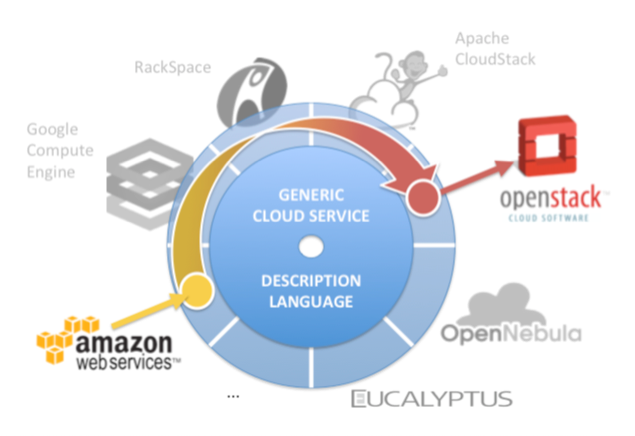 Apache
CloudStack
RackSpace
Google
Compute
Engine
GENERIC
CLOUD SERVICE
DESCRIPTION
LANGUAGE
openstack™
CLOUD SOFTWARE
amazon
webservices™
OpenNebula
...
EUCALYPTUS